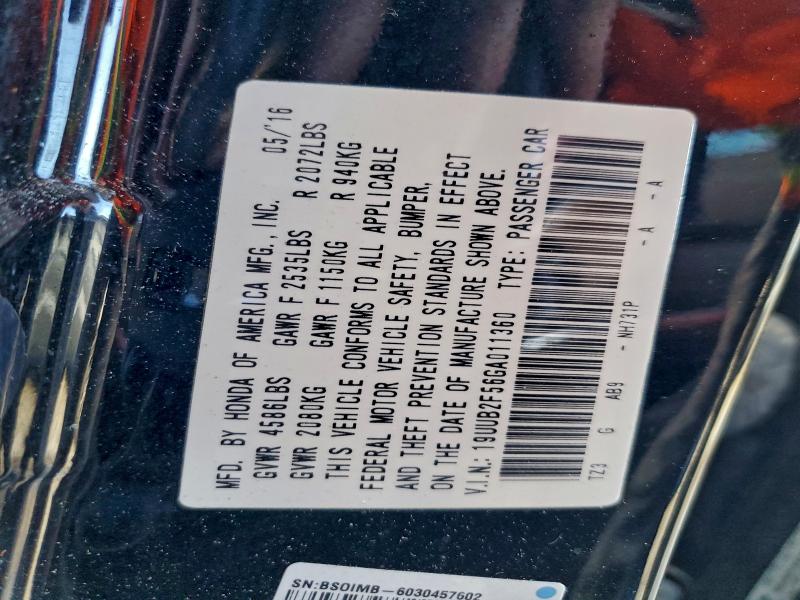 MFD. BY HONDA OF AMERICA MFG., INC. 05/'16
GVWR 4586LBS GAWR F 2535LBS R 2072LBS
GVWR 2080KG GAWR F 1150KG R 940KG
THIS VEHICLE CONFORMS TO ALL APPLICABLE
FEDERAL MOTOR VEHICLE SAFETY, BUMPER,
AND THEFT PREVENTION STANDARDS IN EFFECT
ON THE DATE OF MANUFACTURE SHOWN ABOVE.
V.I.N.: 19UUB2F56GA011360 TYPE: PASSENGER CAR
TZ3 G AB9 - NH731P - A - A
SN:BSOIMB-6030457602